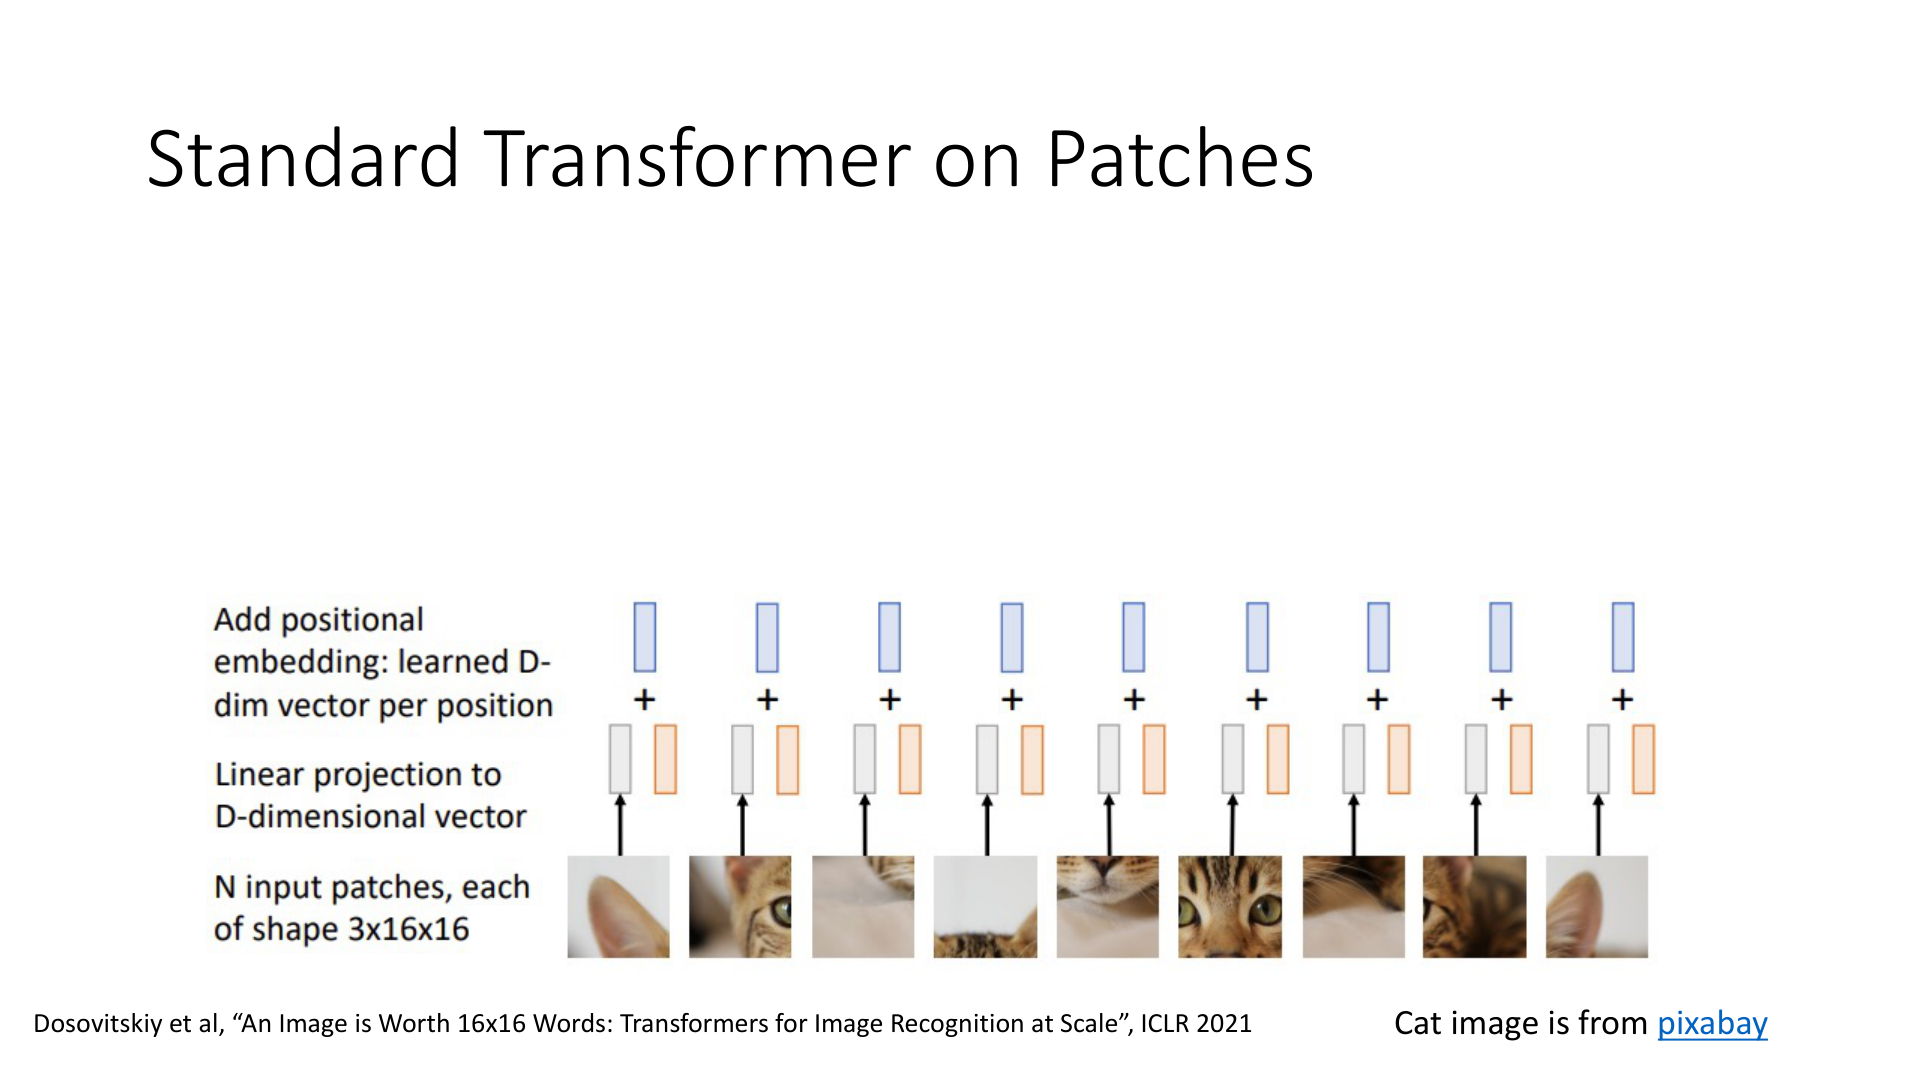 Standard Transformer on Patches
Add positional
embedding: learned D-
dim vector per position
+ + + + + + + + +
Linear projection to
D-dimensional vector
N input patches, each
of shape 3x16x16
Dosovitskiy et al, “An Image is Worth 16x16 Words: Transformers for Image Recognition at Scale”, ICLR 2021
Cat image is from pixabay